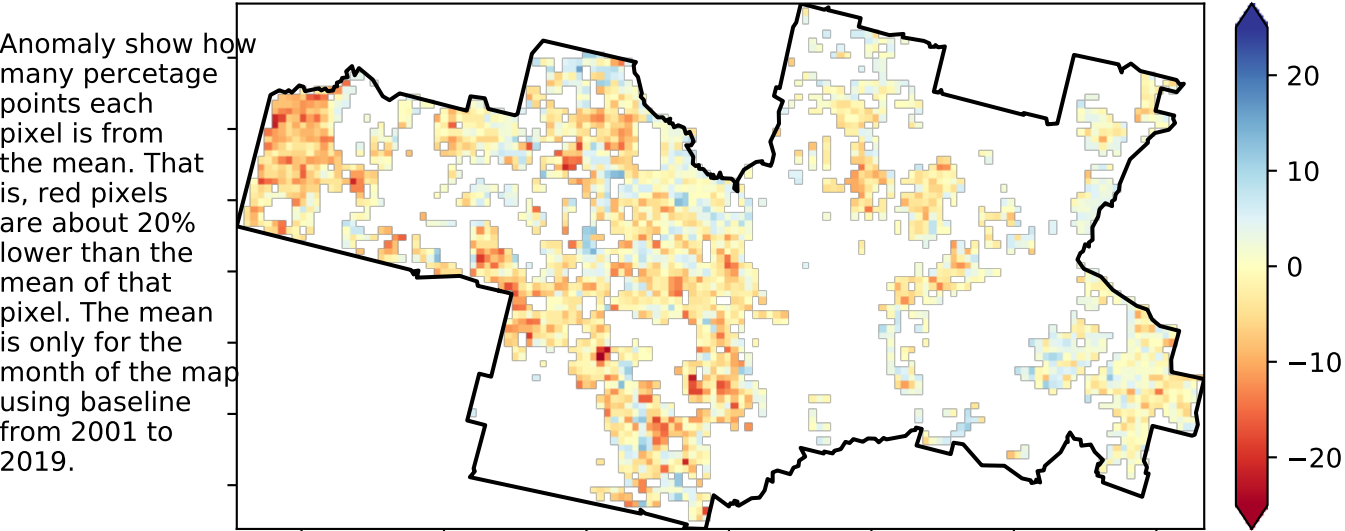 Anomaly show how
many percetage
points each
pixel is from
the mean. That
is, red pixels
are about 20%
lower than the
mean of that
pixel. The mean
is only for the
month of the map
using baseline
from 2001 to
2019.
20
10
0
−10
−20